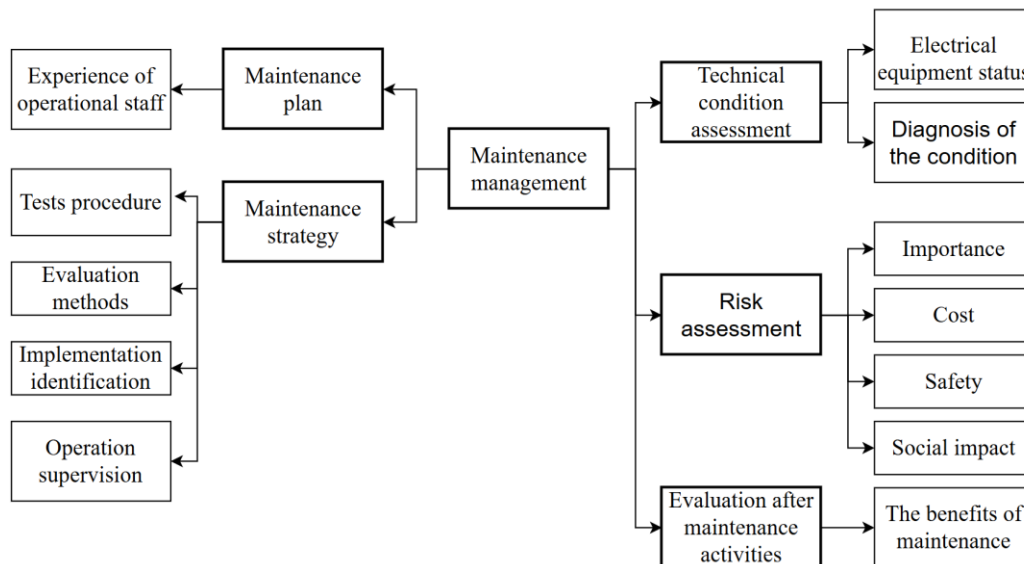 Experience of
operational staff
Maintenance
plan
Tests procedure
Maintenance
strategy
Evaluation
methods
Implementation
identification
Operation
supervision
Maintenance
management
Technical
condition
assessment
Electrical
equipment status
Diagnosis of
the condition
Risk
assessment
Importance
Cost
Safety
Social impact
Evaluation after
maintenance
activities
The benefits of
maintenance